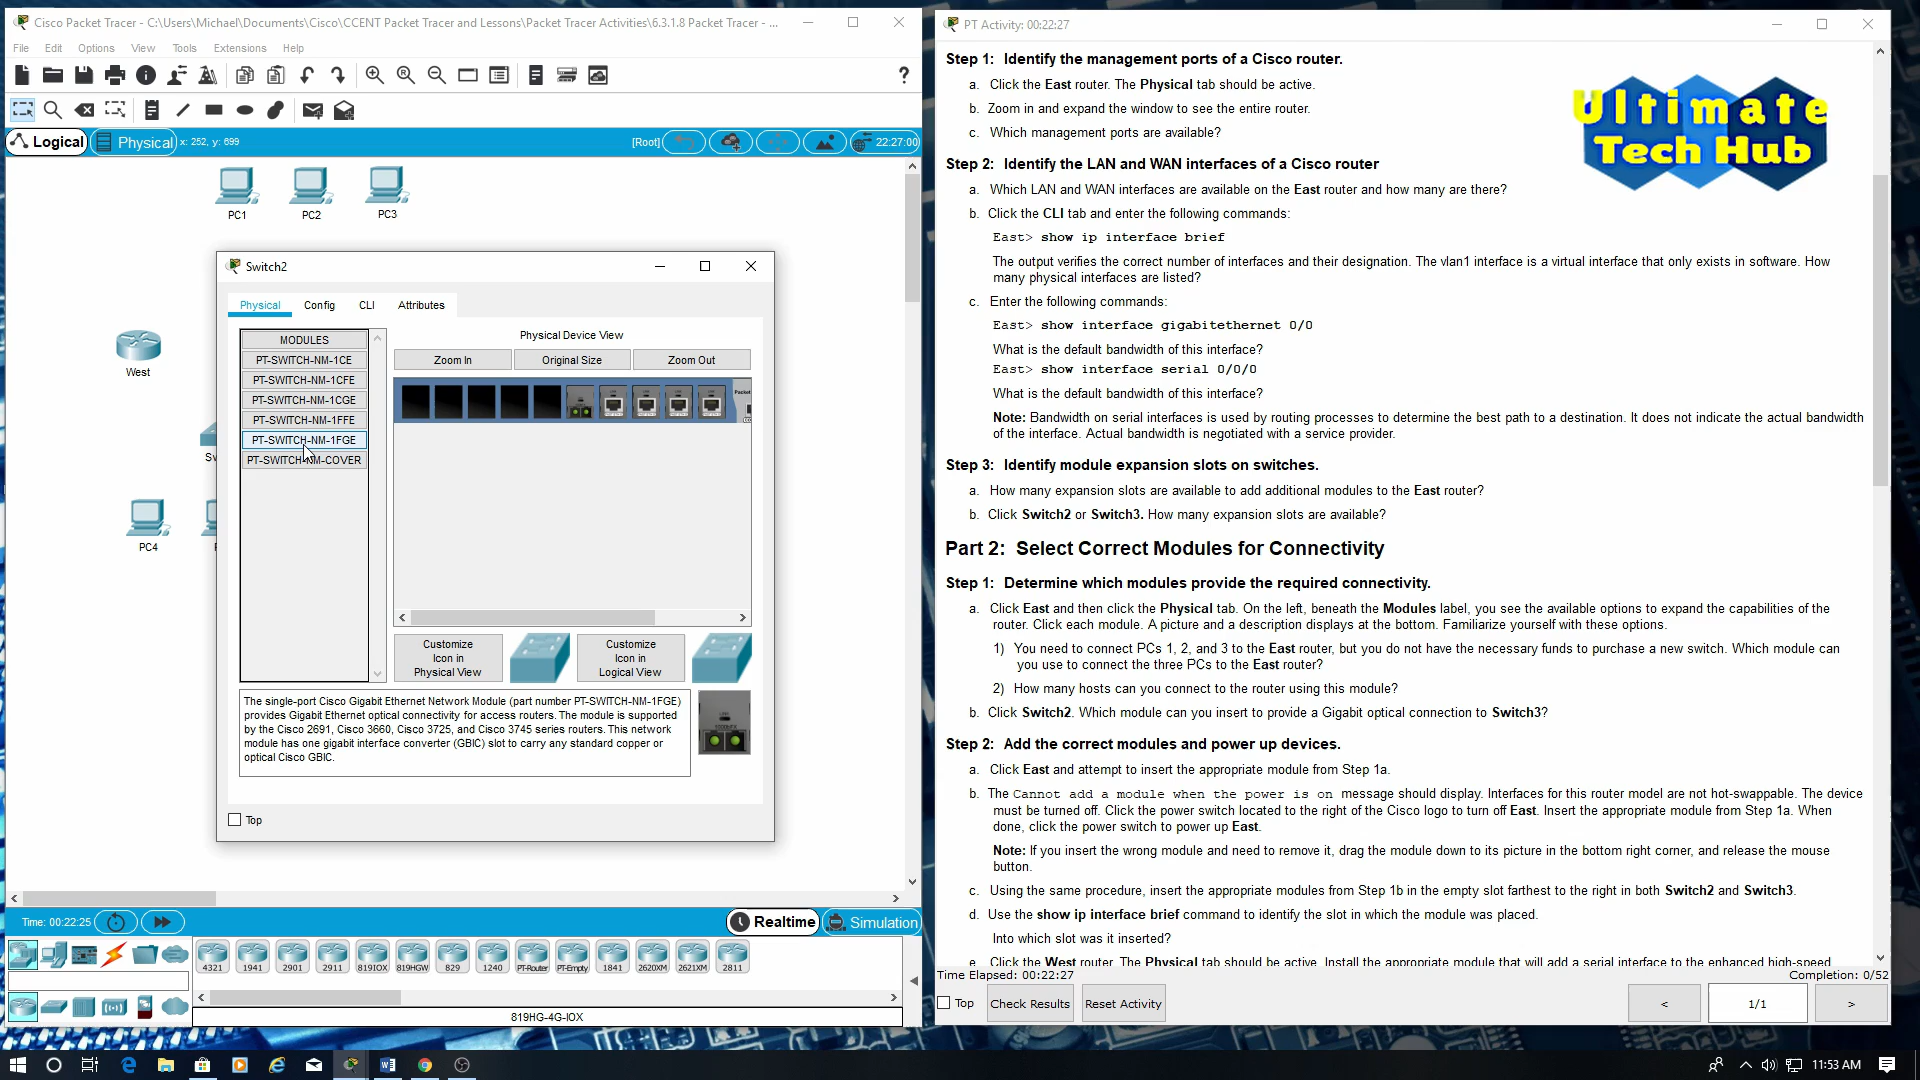 Cisco Packet Tracer - C:\Users\Michael\Documents\Cisco\CCENT Packet Tracer and Lessons\Packet Tracer Activities\6.3.1.8 Packet Tracer - ...
File Edit Options View Tools Extensions Help
?
Logical Physical x: 252, y: 899 [Root] 22:27:00
PC1 PC2 PC3
West
Sw
PC4
Switch2
Physical Config CLI Attributes
MODULES
PT-SWITCH-NM-1CE
PT-SWITCH-NM-1CFE
PT-SWITCH-NM-1CGE
PT-SWITCH-NM-1FFE
PT-SWITCH-NM-1FGE
PT-SWITCH-NM-COVER
Physical Device View
Zoom In Original Size Zoom Out
Packet
Customize
Icon in
Physical View
Customize
Icon in
Logical View
The single-port Cisco Gigabit Ethernet Network Module (part number PT-SWITCH-NM-1FGE)
provides Gigabit Ethernet optical connectivity for access routers. The module is supported
by the Cisco 2691, Cisco 3660, Cisco 3725, and Cisco 3745 series routers. This network
module has one gigabit interface converter (GBIC) slot to carry any standard copper or
optical Cisco GBIC.
Top
Time: 00:22:25 Realtime Simulation
4321 1941 2901 2911 819IOX 819HGW 829 1240 PT-Router PT-Empty 1841 2620XM 2621XM 2811
819HG-4G-IOX
PT Activity: 00:22:27
Ultimate
Tech Hub
Step 1: Identify the management ports of a Cisco router.
a. Click the East router. The Physical tab should be active.
b. Zoom in and expand the window to see the entire router.
c. Which management ports are available?
Step 2: Identify the LAN and WAN interfaces of a Cisco router
a. Which LAN and WAN interfaces are available on the East router and how many are there?
b. Click the CLI tab and enter the following commands:
East> show ip interface brief
The output verifies the correct number of interfaces and their designation. The vlan1 interface is a virtual interface that only exists in software. How
many physical interfaces are listed?
c. Enter the following commands:
East> show interface gigabitethernet 0/0
What is the default bandwidth of this interface?
East> show interface serial 0/0/0
What is the default bandwidth of this interface?
Note: Bandwidth on serial interfaces is used by routing processes to determine the best path to a destination. It does not indicate the actual bandwidth
of the interface. Actual bandwidth is negotiated with a service provider.
Step 3: Identify module expansion slots on switches.
a. How many expansion slots are available to add additional modules to the East router?
b. Click Switch2 or Switch3. How many expansion slots are available?
Part 2: Select Correct Modules for Connectivity
Step 1: Determine which modules provide the required connectivity.
a. Click East and then click the Physical tab. On the left, beneath the Modules label, you see the available options to expand the capabilities of the
router. Click each module. A picture and a description displays at the bottom. Familiarize yourself with these options.
1) You need to connect PCs 1, 2, and 3 to the East router, but you do not have the necessary funds to purchase a new switch. Which module can
you use to connect the three PCs to the East router?
2) How many hosts can you connect to the router using this module?
b. Click Switch2. Which module can you insert to provide a Gigabit optical connection to Switch3?
Step 2: Add the correct modules and power up devices.
a. Click East and attempt to insert the appropriate module from Step 1a.
b. The Cannot add a module when the power is on message should display. Interfaces for this router model are not hot-swappable. The device
must be turned off. Click the power switch located to the right of the Cisco logo to turn off East. Insert the appropriate module from Step 1a. When
done, click the power switch to power up East.
Note: If you insert the wrong module and need to remove it, drag the module down to its picture in the bottom right corner, and release the mouse
button.
c. Using the same procedure, insert the appropriate modules from Step 1b in the empty slot farthest to the right in both Switch2 and Switch3.
d. Use the show ip interface brief command to identify the slot in which the module was placed.
Into which slot was it inserted?
e. Click the West router. The Physical tab should be active. Install the appropriate module that will add a serial interface to the enhanced high-speed
Time Elapsed: 00:22:27 Completion: 0/52
Top Check Results Reset Activity < 1/1 >
11:53 AM